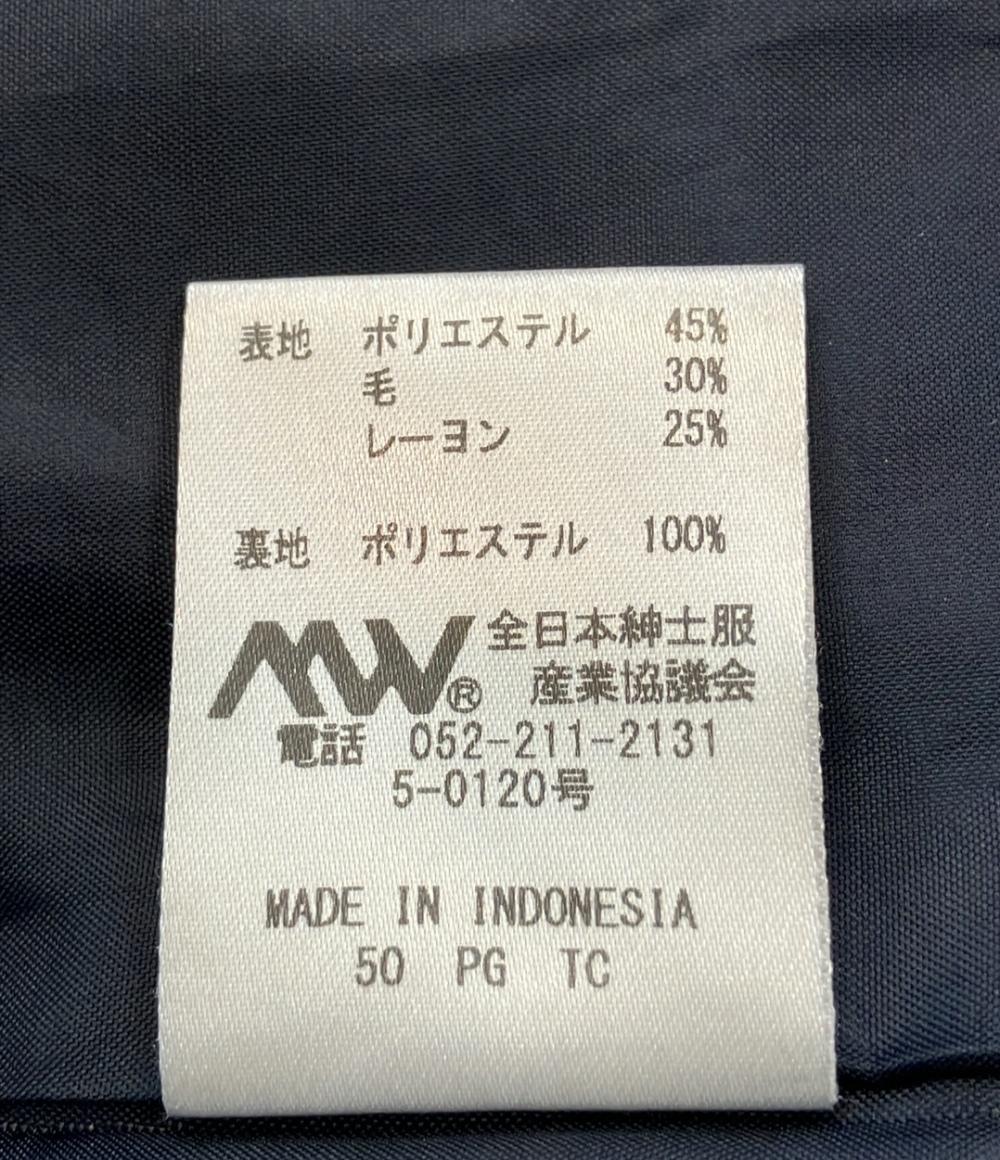 表地 ポリエステル 45%
毛 30%
レーヨン 25%
裏地 ポリエステル 100%
MW® 全日本紳士服
産業協議会
電話 052-211-2131
5-0120号
MADE IN INDONESIA
50 PG TC